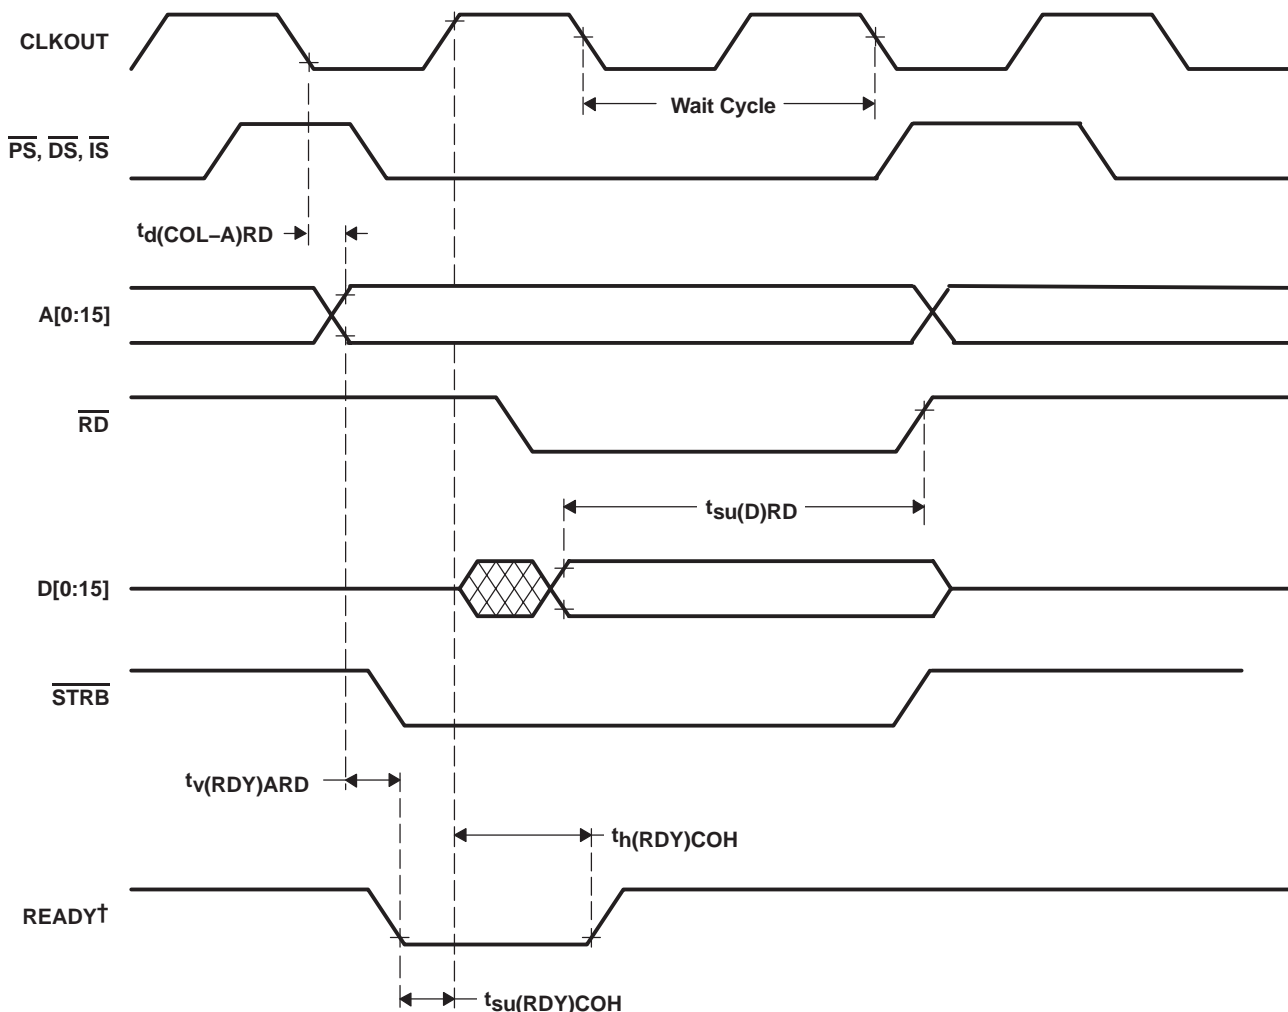 CLKOUT
Wait Cycle
PS, DS, IS
td(COL–A)RD
A[0:15]
RD
tsu(D)RD
D[0:15]
STRB
tv(RDY)ARD
th(RDY)COH
READY†
tsu(RDY)COH